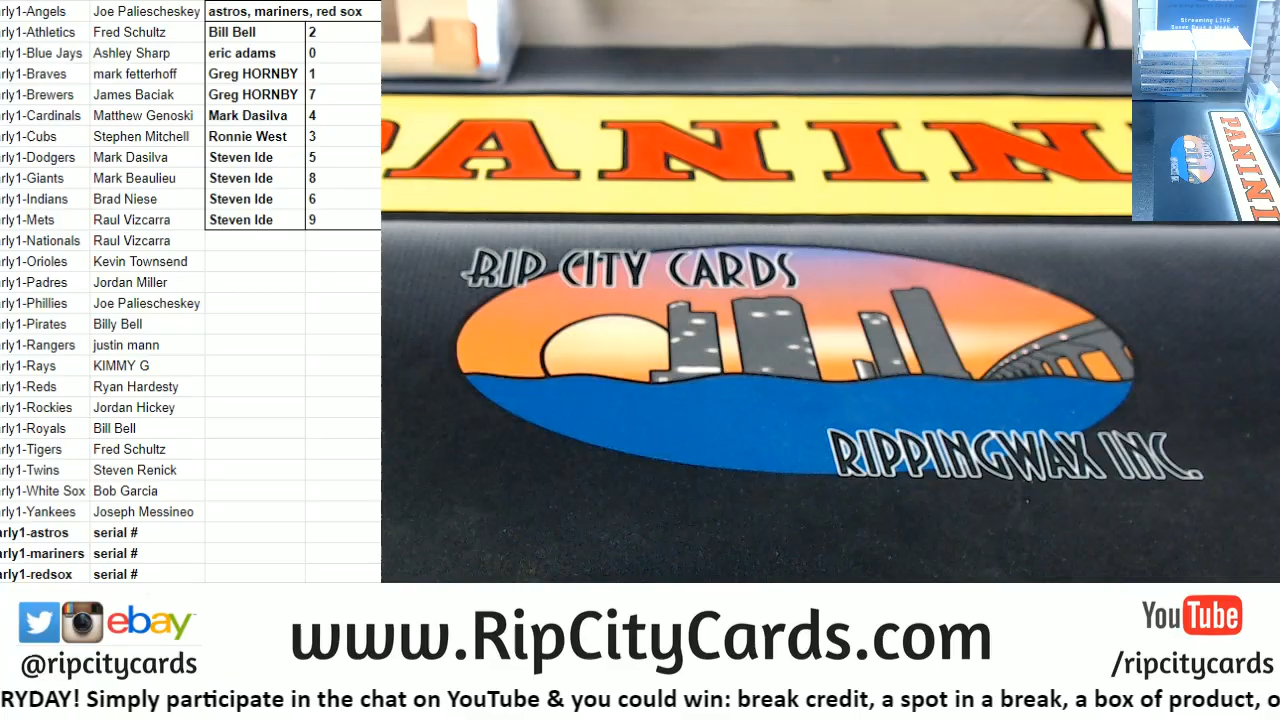 rly1-Angels Joe Paliescheskey astros, mariners, red sox
rly1-Athletics Fred Schultz Bill Bell 2
rly1-Blue Jays Ashley Sharp eric adams 0
rly1-Braves mark fetterhoff Greg HORNBY 1
rly1-Brewers James Baciak Greg HORNBY 7
rly1-Cardinals Matthew Genoski Mark Dasilva 4
rly1-Cubs Stephen Mitchell Ronnie West 3
rly1-Dodgers Mark Dasilva Steven Ide 5
rly1-Giants Mark Beaulieu Steven Ide 8
rly1-Indians Brad Niese Steven Ide 6
rly1-Mets Raul Vizcarra Steven Ide 9
rly1-Nationals Raul Vizcarra
rly1-Orioles Kevin Townsend
rly1-Padres Jordan Miller
rly1-Phillies Joe Paliescheskey
rly1-Pirates Billy Bell
rly1-Rangers justin mann
rly1-Rays KIMMY G
rly1-Reds Ryan Hardesty
rly1-Rockies Jordan Hickey
rly1-Royals Bill Bell
rly1-Tigers Fred Schultz
rly1-Twins Steven Renick
rly1-White Sox Bob Garcia
rly1-Yankees Joseph Messineo
arly1-astros serial #
arly1-mariners serial #
arly1-redsox serial #
PANINI
RIP CITY CARDS
RIPPINGWAX INC.
Streaming LIVE
PANINI
ebay
@ripcitycards
www.RipCityCards.com
YouTube
/ripcitycards
RYDAY! Simply participate in the chat on YouTube & you could win: break credit, a spot in a break, a box of product, o